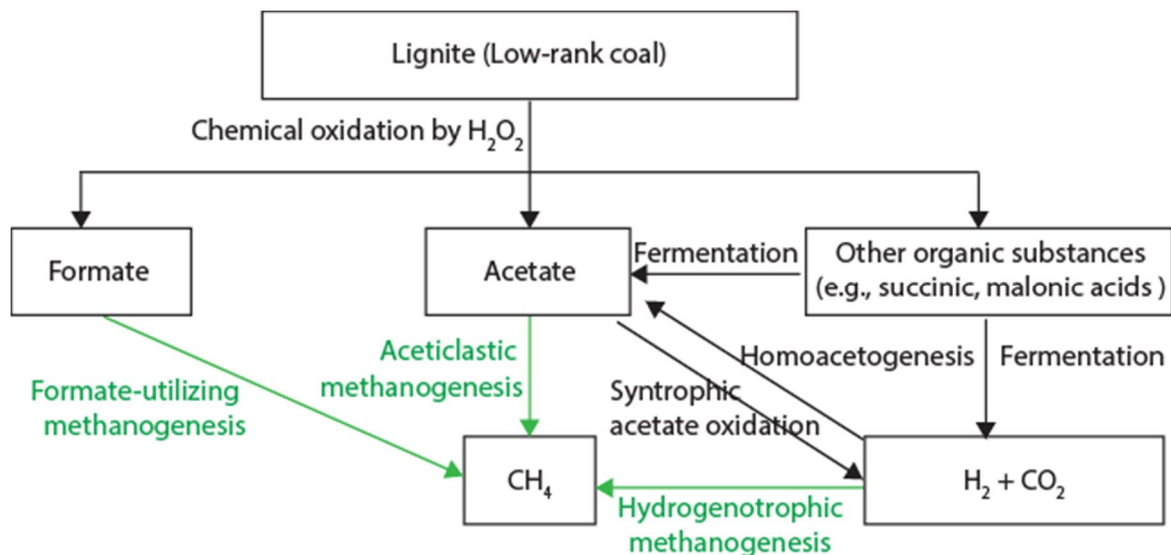 Lignite (Low-rank coal)
Chemical oxidation by H₂O₂
Formate
Acetate
Fermentation
Other organic substances
(e.g., succinic, malonic acids )
Formate-utilizing
methanogenesis
Aceticlastic
methanogenesis
Homoacetogenesis
Fermentation
Syntrophic
acetate oxidation
CH₄
H₂ + CO₂
Hydrogenotrophic
methanogenesis